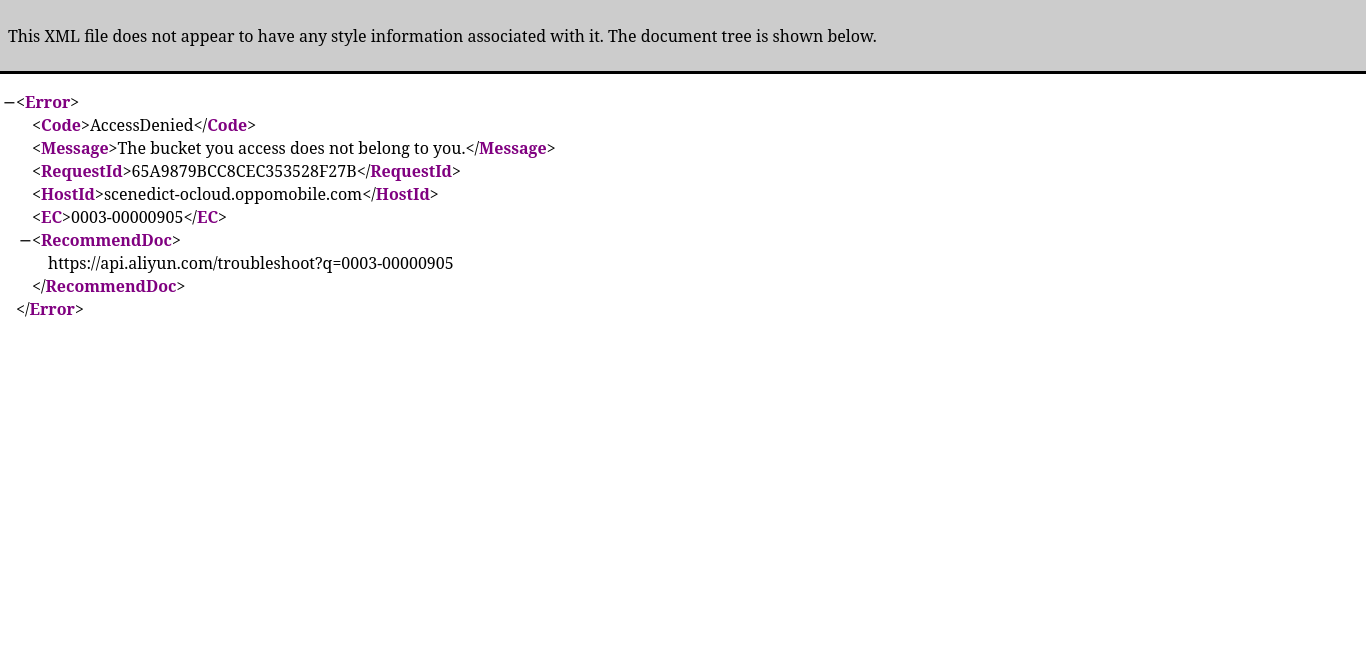 This XML file does not appear to have any style information associated with it. The document tree is shown below.
−<Error>
<Code>AccessDenied</Code>
<Message>The bucket you access does not belong to you.</Message>
<RequestId>65A9879BCC8CEC353528F27B</RequestId>
<HostId>scenedict-ocloud.oppomobile.com</HostId>
<EC>0003-00000905</EC>
−<RecommendDoc>
https://api.aliyun.com/troubleshoot?q=0003-00000905
</RecommendDoc>
</Error>